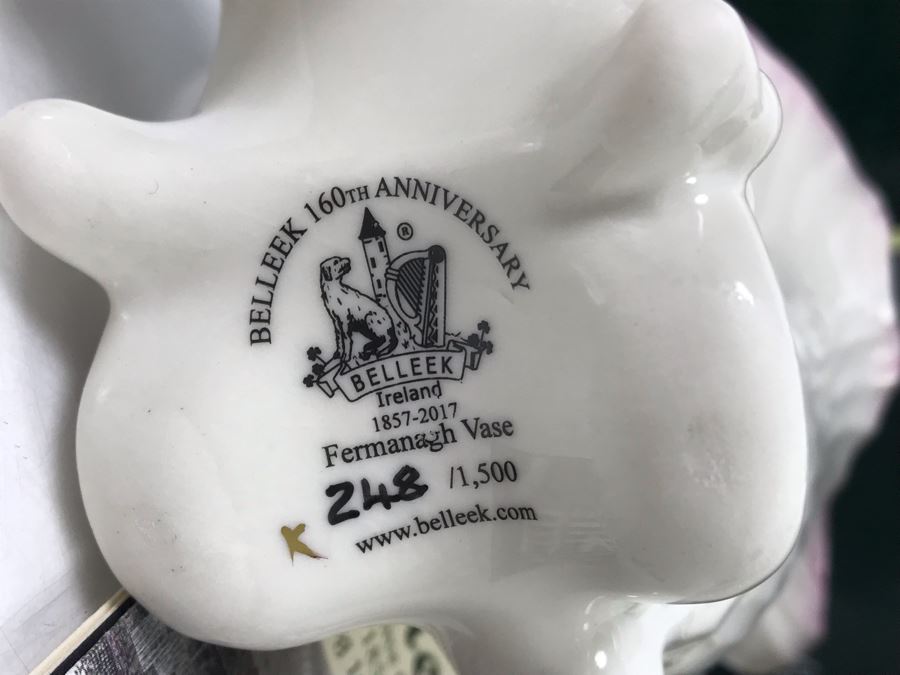 BELLEEK 160TH ANNIVERSARY
®
BELLEEK
Ireland
1857-2017
Fermanagh Vase
248 /1,500
K
www.belleek.com